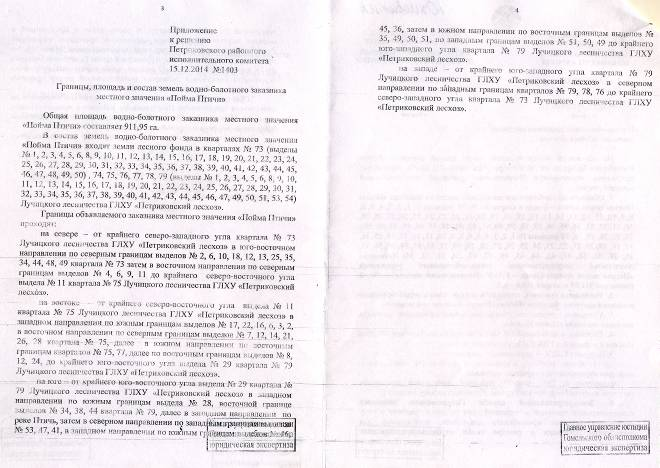 3
Приложение
к решению
Петриковского районного
исполнительного комитета
15.12.2014 №1403
Границы, площадь и состав земель водно-болотного заказника
местного значения «Пойма Птичи»
Общая площадь водно-болотного заказника местного значения
«Пойма Птичи» составляет 911,95 га.
В состав земель водно-болотного заказника местного значения
«Пойма Птичи» входят земли лесного фонда в кварталах № 73 (выделы
№ 1, 2, 3, 4, 5, 6, 8, 9, 10, 11, 12, 13, 14, 15, 16, 17, 18, 19, 20, 21, 22, 23, 24,
25, 26, 27, 28, 29, 30, 31, 32, 33, 34, 35, 36, 37, 38, 39, 40, 41, 42, 43, 44, 45,
46, 47, 48, 49, 50) , 74, 75, 76, 77, 78, 79 (выделы № 1, 2, 3, 4, 5, 6, 8, 9, 10,
11, 12, 13, 14, 15, 16, 17, 18, 19, 20, 21, 22, 23, 24, 25, 26, 27, 28, 29, 30, 31,
32, 33, 34, 35, 36, 37, 38, 39, 40, 41, 42, 43, 44, 45, 46, 47, 49, 50, 51, 53, 54)
Лучицкого лесничества ГЛХУ «Петриковский лесхоз».
Границы объявляемого заказника местного значения «Пойма Птичи»
проходят:
на севере – от крайнего северо-западного угла квартала № 73
Лучицкого лесничества ГЛХУ «Петриковский лесхоз» в юго-восточном
направлении по северным границам выделов № 2, 6, 10, 18, 12, 13, 25, 35,
34, 44, 48, 49 квартала № 73 затем в восточном направлении по северным
границам выделов № 4, 6, 9, 11 до крайнего северо-восточного угла
выдела № 11 квартала № 75 Лучицкого лесничества ГЛХУ «Петриковский
лесхоз».
на востоке – от крайнего северо-восточного угла выдела № 11
квартала № 75 Лучицкого лесничества ГЛХУ «Петриковский лесхоз» в
западном направлении по южным границам выделов № 17, 22, 16, 6, 3, 2,
в восточном направлении по северным границам выделов № 7, 12, 14, 21,
26, 28 квартала № 75, далее в южном направлении по восточным
границам кварталов № 75, 77, далее по восточным границам выделов № 8,
12, 24, до крайнего юго-восточного угла выдела № 29 квартала № 79
Лучицкого лесничества ГЛХУ «Петриковский лесхоз».
на юге – от крайнего юго-восточного угла выдела № 29 квартала №
79 Лучицкого лесничества ГЛХУ «Петриковский лесхоз» в западном
направлении по южной границам выдела № 28, восточной границе
выделов № 34, 38, 44 квартала № 79, далее в западном направлении по
реке Птичь, затем в северном направлении по западным границам выделов
№ 53, 47, 41, в западном направлении по южным границам выделов № 46,
юридическая экспертиза
4
45, 36, затем в южном направлении по восточным границам выделов №
35, 49, 50, 51, по западным границам выделов № 51, 50, 49 до крайнего
юго-западного угла квартала № 79 Лучицкого лесничества ГЛХУ
«Петриковский лесхоз».
на западе – от крайнего юго-западного угла квартала № 79
Лучицкого лесничества ГЛХУ «Петриковский лесхоз» в северном
направлении по западным границам кварталов № 79, 78, 76 до крайнего
северо-западного угла квартала № 73 Лучицкого лесничества ГЛХУ
«Петриковский лесхоз».
Главное управление юстиции
Гомельского облисполкома
юридическая экспертиза